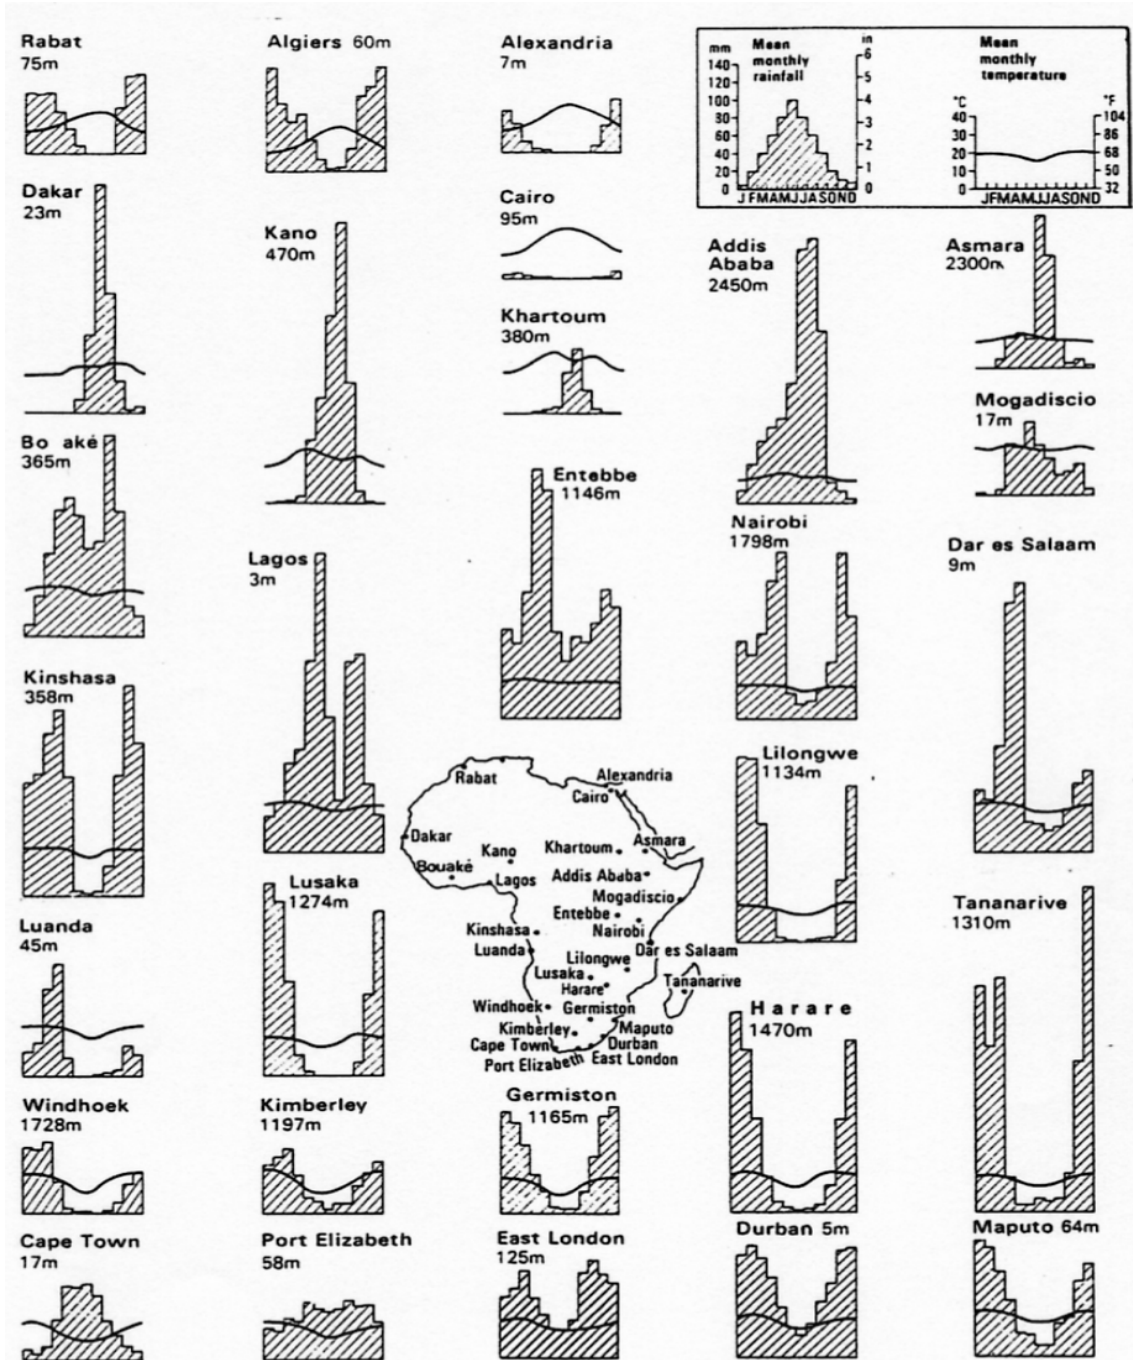 Rabat
75m
Algiers 60m
Alexandria
7m
mm
140
120
100
80
60
40
20
0
Mean
monthly
rainfall
in
6
5
4
3
2
1
0
J FMAMJJASOND
Mean
monthly
temperature
°C
40
30
20
10
0
°F
104
86
68
50
32
JFMAMJJASOND
Dakar
23m
Kano
470m
Cairo
95m
Khartoum
380m
Addis
Ababa
2450m
Asmara
2300m
Mogadiscio
17m
Bo aké
365m
Entebbe
1146m
Nairobi
1798m
Lagos
3m
Dar es Salaam
9m
Kinshasa
358m
Lilongwe
1134m
Rabat
Alexandria
Cairo
Dakar
Kano
Khartoum
Asmara
Bouaké
Lagos
Addis Ababa
Mogadiscio
Entebbe
Kinshasa
Nairobi
Luanda
Dar es Salaam
Lilongwe
Lusaka
Tananarive
Harare
Windhoek
Germiston
Kimberley
Maputo
Cape Town
Durban
Port Elizabeth
East London
Lusaka
1274m
Luanda
45m
Tananarive
1310m
Harare
1470m
Windhoek
1728m
Kimberley
1197m
Germiston
1165m
Cape Town
17m
Port Elizabeth
58m
East London
125m
Durban 5m
Maputo 64m